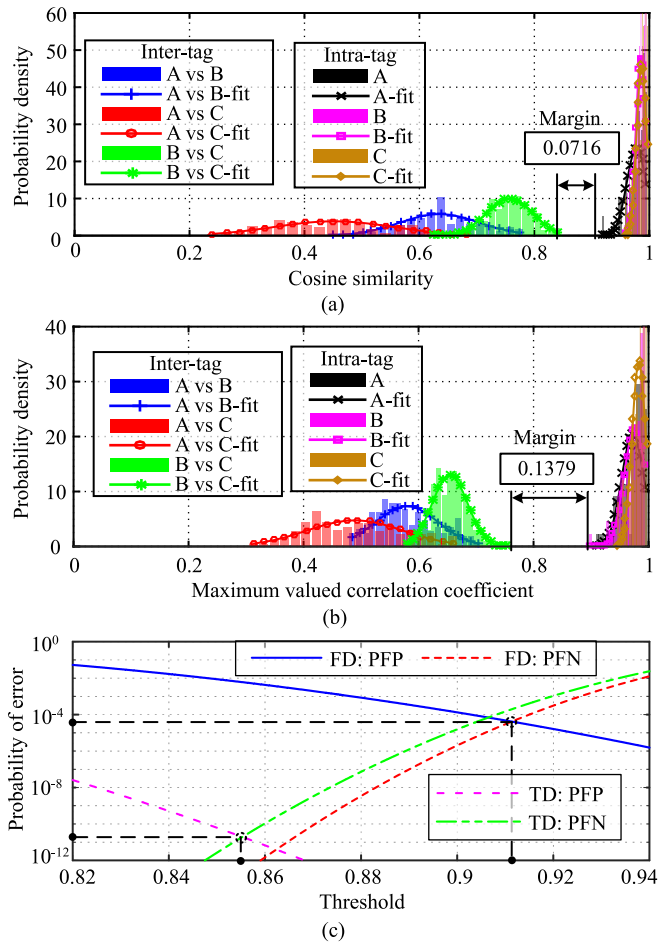 60
50
40
30
20
10
0
Probability density
Inter-tag
A vs B
A vs B-fit
A vs C
A vs C-fit
B vs C
B vs C-fit
Intra-tag
A
A-fit
B
B-fit
C
C-fit
Margin
0.0716
0 0.2 0.4 0.6 0.8 1
Cosine similarity
(a)
40
30
20
10
0
Probability density
Inter-tag
A vs B
A vs B-fit
A vs C
A vs C-fit
B vs C
B vs C-fit
Intra-tag
A
A-fit
B
B-fit
C
C-fit
Margin
0.1379
0 0.2 0.4 0.6 0.8 1
Maximum valued correlation coefficient
(b)
10^0
10^-4
10^-8
10^-12
Probability of error
FD: PFP FD: PFN
TD: PFP
TD: PFN
0.82 0.84 0.86 0.88 0.9 0.92 0.94
Threshold
(c)